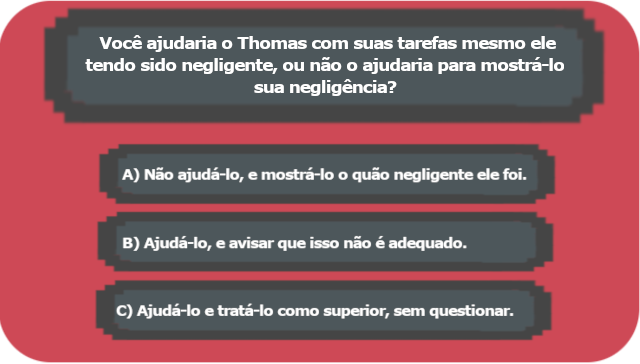 Você ajudaria o Thomas com suas tarefas mesmo ele
tendo sido negligente, ou não o ajudaria para mostrá-lo
sua negligência?
A) Não ajudá-lo, e mostrá-lo o quão negligente ele foi.
B) Ajudá-lo, e avisar que isso não é adequado.
C) Ajudá-lo e tratá-lo como superior, sem questionar.